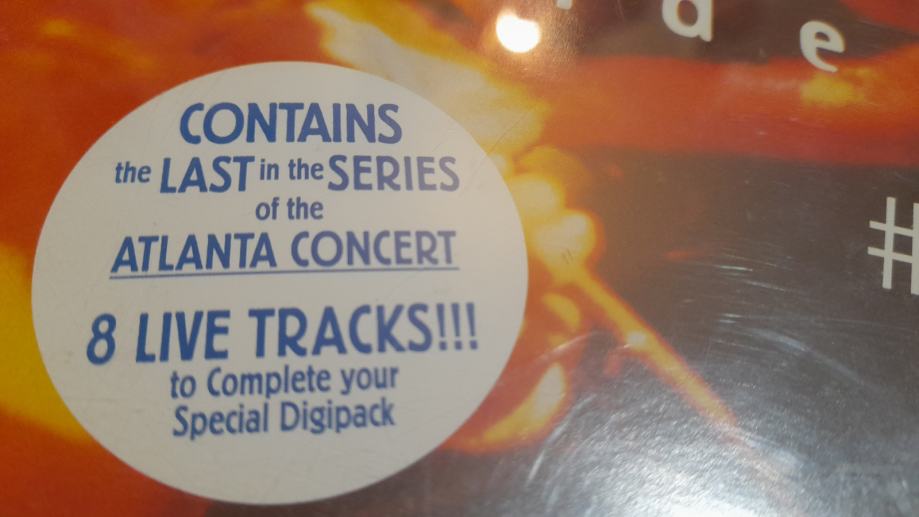 d e
#
CONTAINS
the LAST in the SERIES
of the
ATLANTA CONCERT
8 LIVE TRACKS!!!
to Complete your
Special Digipack